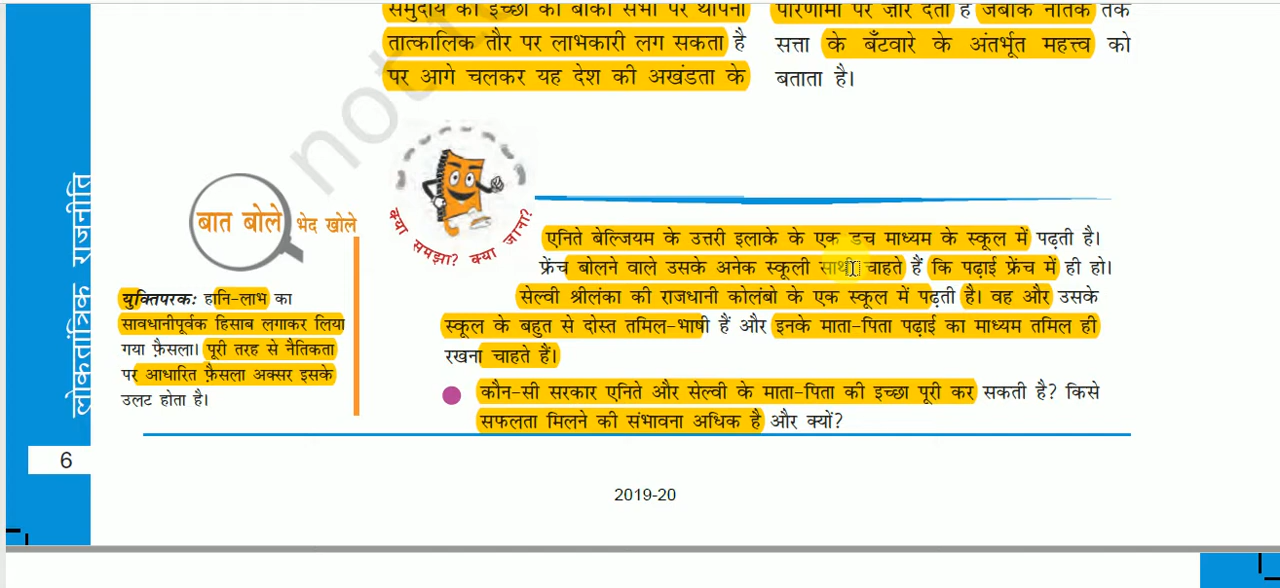 समुदाय की इच्छा को बाकी सभी पर थोपना
तात्कालिक तौर पर लाभकारी लग सकता है
पर आगे चलकर यह देश की अखंडता के
परिणामों पर ज़ोर देता है जबकि नैतिक तर्क
सत्ता के बँटवारे के अंतर्भूत महत्त्व को
बताता है।
लोकतांत्रिक राजनीति
बात बोले भेद खोले
युक्तिपरक: हानि-लाभ का
सावधानीपूर्वक हिसाब लगाकर लिया
गया फ़ैसला। पूरी तरह से नैतिकता
पर आधारित फ़ैसला अक्सर इसके
उलट होता है।
क्या समझा? क्या जाना?
एनिते बेल्जियम के उत्तरी इलाके के एक डच माध्यम के स्कूल में पढ़ती है।
फ्रेंच बोलने वाले उसके अनेक स्कूली साथी चाहते हैं कि पढ़ाई फ्रेंच में ही हो।
सेल्वी श्रीलंका की राजधानी कोलंबो के एक स्कूल में पढ़ती है। वह और उसके
स्कूल के बहुत से दोस्त तमिल-भाषी हैं और इनके माता-पिता पढ़ाई का माध्यम तमिल ही
रखना चाहते हैं।
कौन-सी सरकार एनिते और सेल्वी के माता-पिता की इच्छा पूरी कर सकती है? किसे
सफलता मिलने की संभावना अधिक है और क्यों?
6
2019-20
not